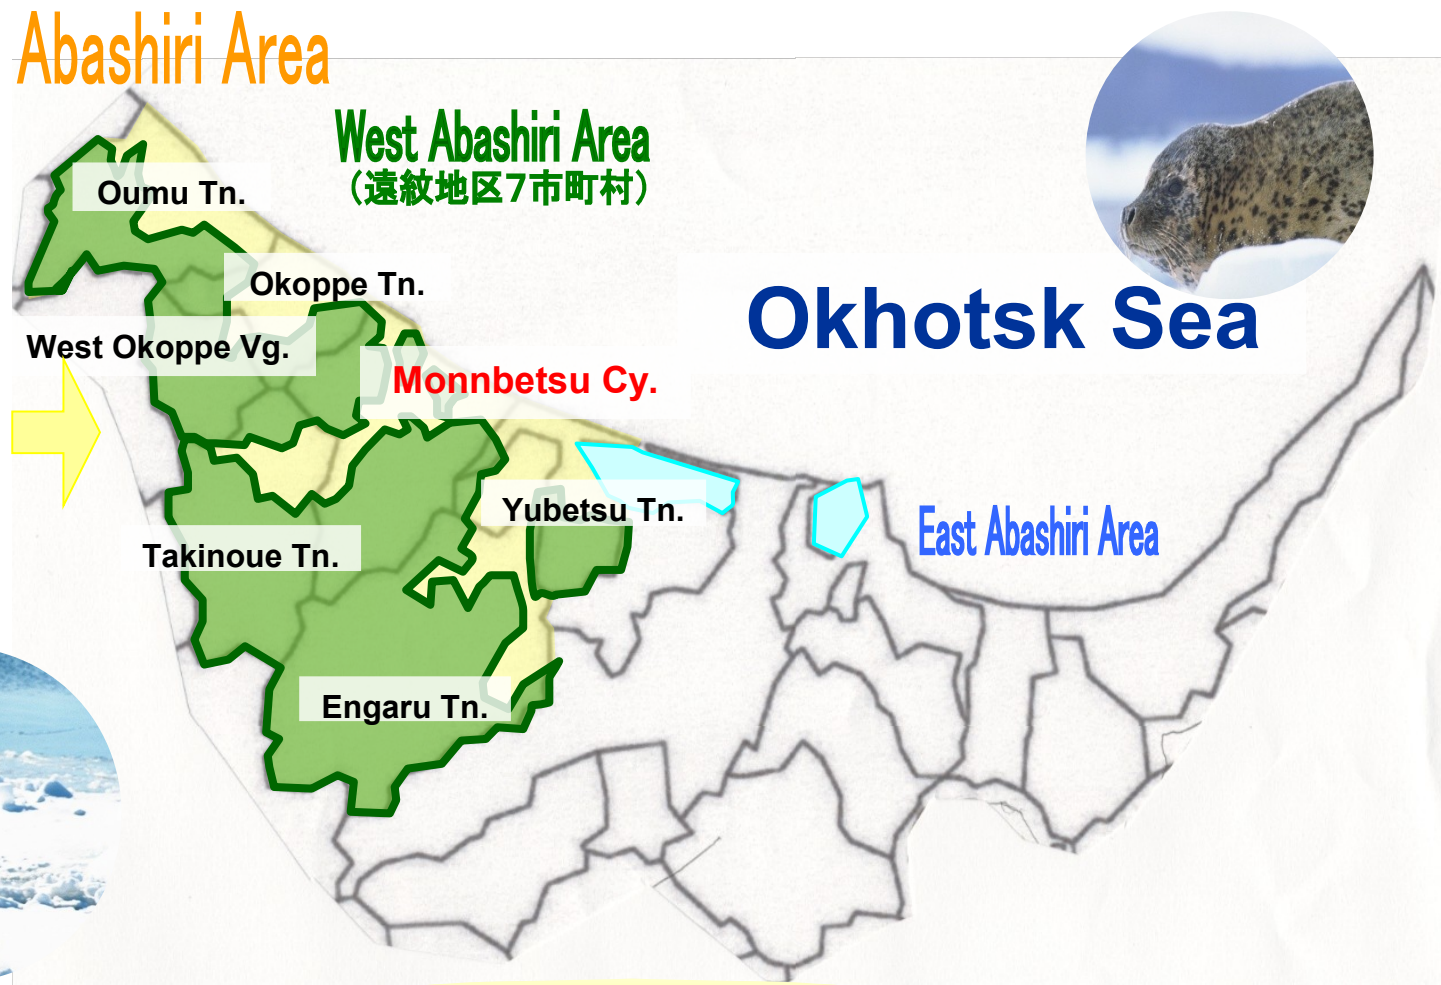 Abashiri Area
West Abashiri Area
（遠紋地区７市町村）
Oumu Tn.
Okoppe Tn.
Okhotsk Sea
West Okoppe Vg.
Monnbetsu Cy.
Yubetsu Tn.
East Abashiri Area
Takinoue Tn.
Engaru Tn.